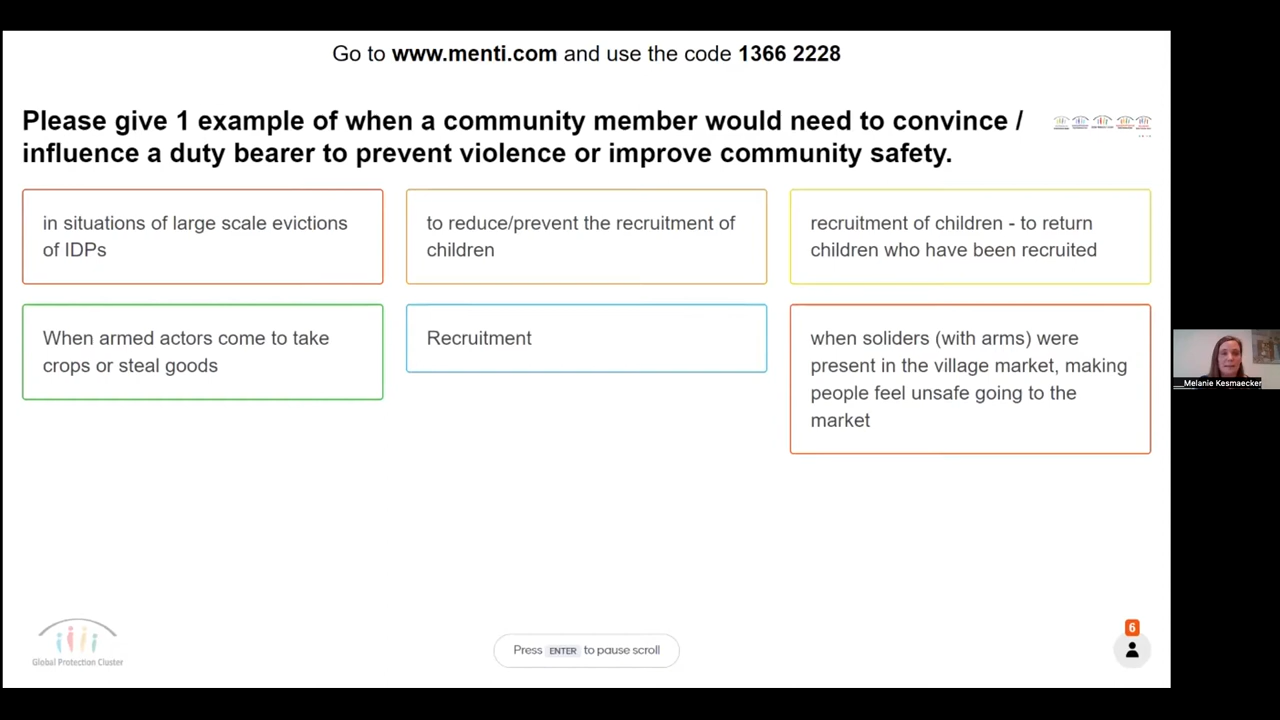 Go to www.menti.com and use the code 1366 2228
Please give 1 example of when a community member would need to convince /
influence a duty bearer to prevent violence or improve community safety.
in situations of large scale evictions
of IDPs
to reduce/prevent the recruitment of
children
recruitment of children - to return
children who have been recruited
When armed actors come to take
crops or steal goods
Recruitment
when soliders (with arms) were
present in the village market, making
people feel unsafe going to the
market
Global Protection Cluster
Press ENTER to pause scroll
6
__Melanie Kesmaecker